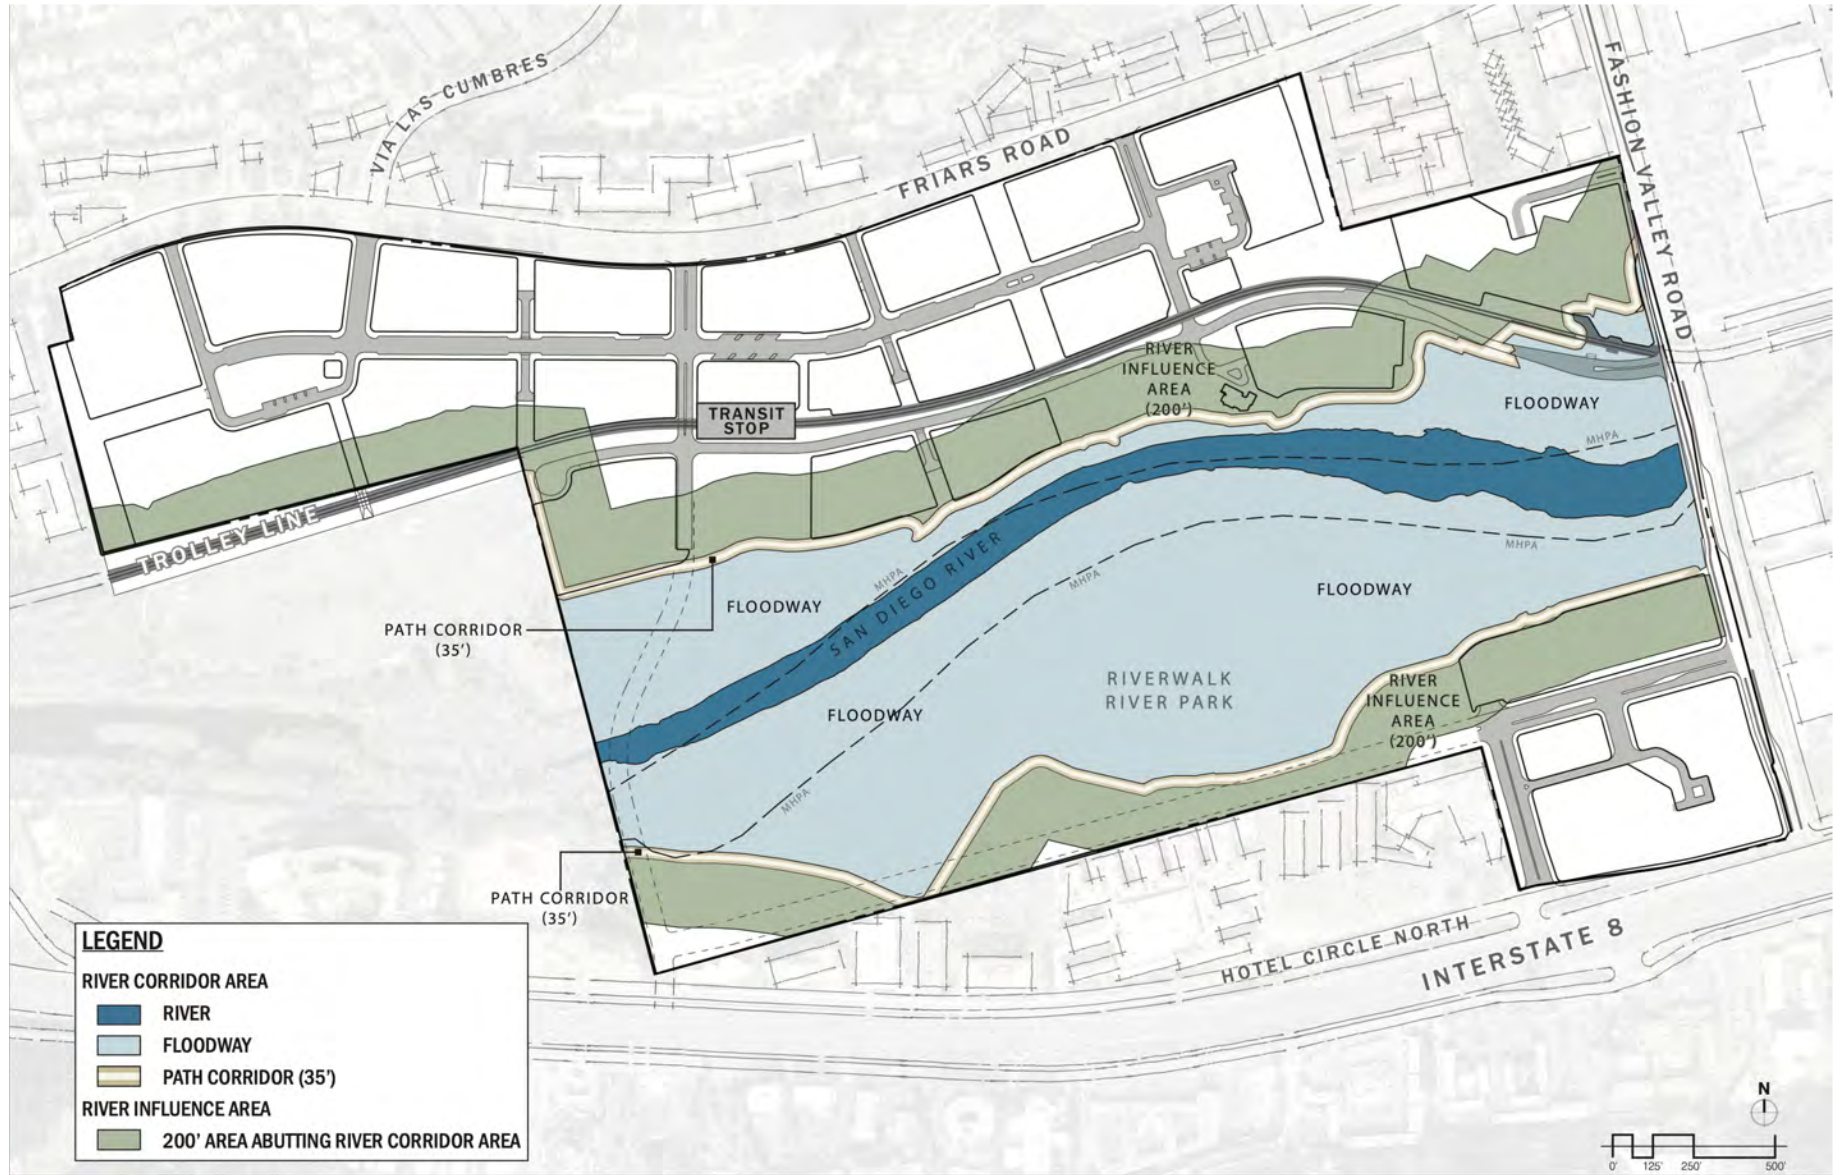 VIA LAS CUMBRES
FRIARS ROAD
FASHION VALLEY ROAD
RIVER
INFLUENCE
AREA
(200')
TRANSIT
STOP
FLOODWAY
MHPA
TROLLEY LINE
MHPA
MHPA
MHPA
SAN DIEGO RIVER
FLOODWAY
FLOODWAY
PATH CORRIDOR
(35')
RIVERWALK
RIVER PARK
RIVER
INFLUENCE
AREA
(200')
FLOODWAY
MHPA
PATH CORRIDOR
(35')
HOTEL CIRCLE NORTH
INTERSTATE 8
LEGEND
RIVER CORRIDOR AREA
RIVER
FLOODWAY
PATH CORRIDOR (35')
RIVER INFLUENCE AREA
200' AREA ABUTTING RIVER CORRIDOR AREA
N
0' 125' 250' 500'